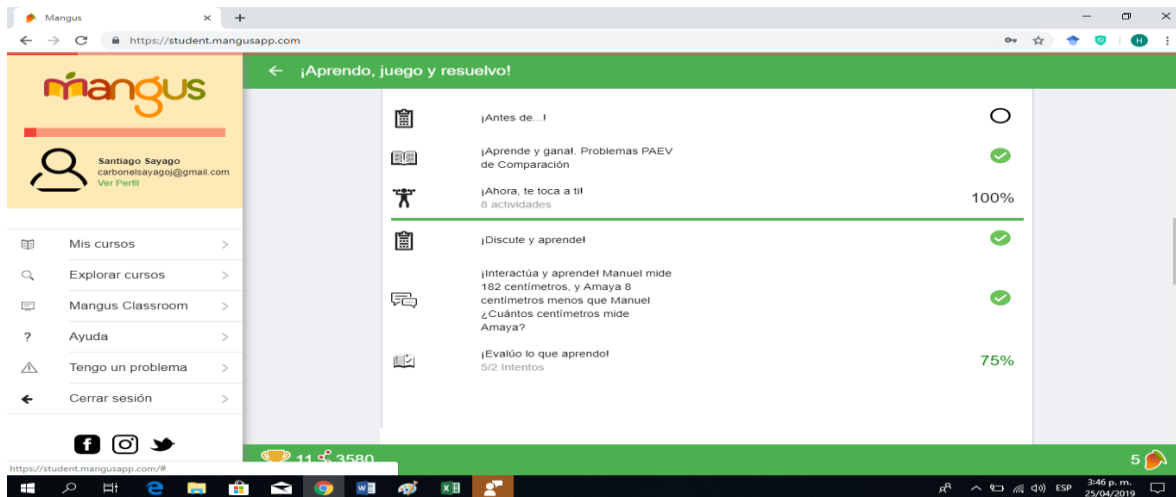 Mangus
https://student.mangusapp.com
H
mangus
Santiago Sayago
carbonelsayagoj@gmail.com
Ver Perfil
Mis cursos
Explorar cursos
Mangus Classroom
Ayuda
Tengo un problema
Cerrar sesión
https://student.mangusapp.com/#
¡Aprendo, juego y resuelvo!
¡Antes de...!
¡Aprende y gana!. Problemas PAEV
de Comparación
¡Ahora, te toca a ti!
8 actividades
100%
¡Discute y aprende!
¡Interactúa y aprende! Manuel mide
182 centímetros, y Amaya 8
centímetros menos que Manuel
¿Cuántos centímetros mide
Amaya?
¡Evalúo lo que aprendo!
5/2 Intentos
75%
11 3580
5
ESP
3:46 p. m.
25/04/2019